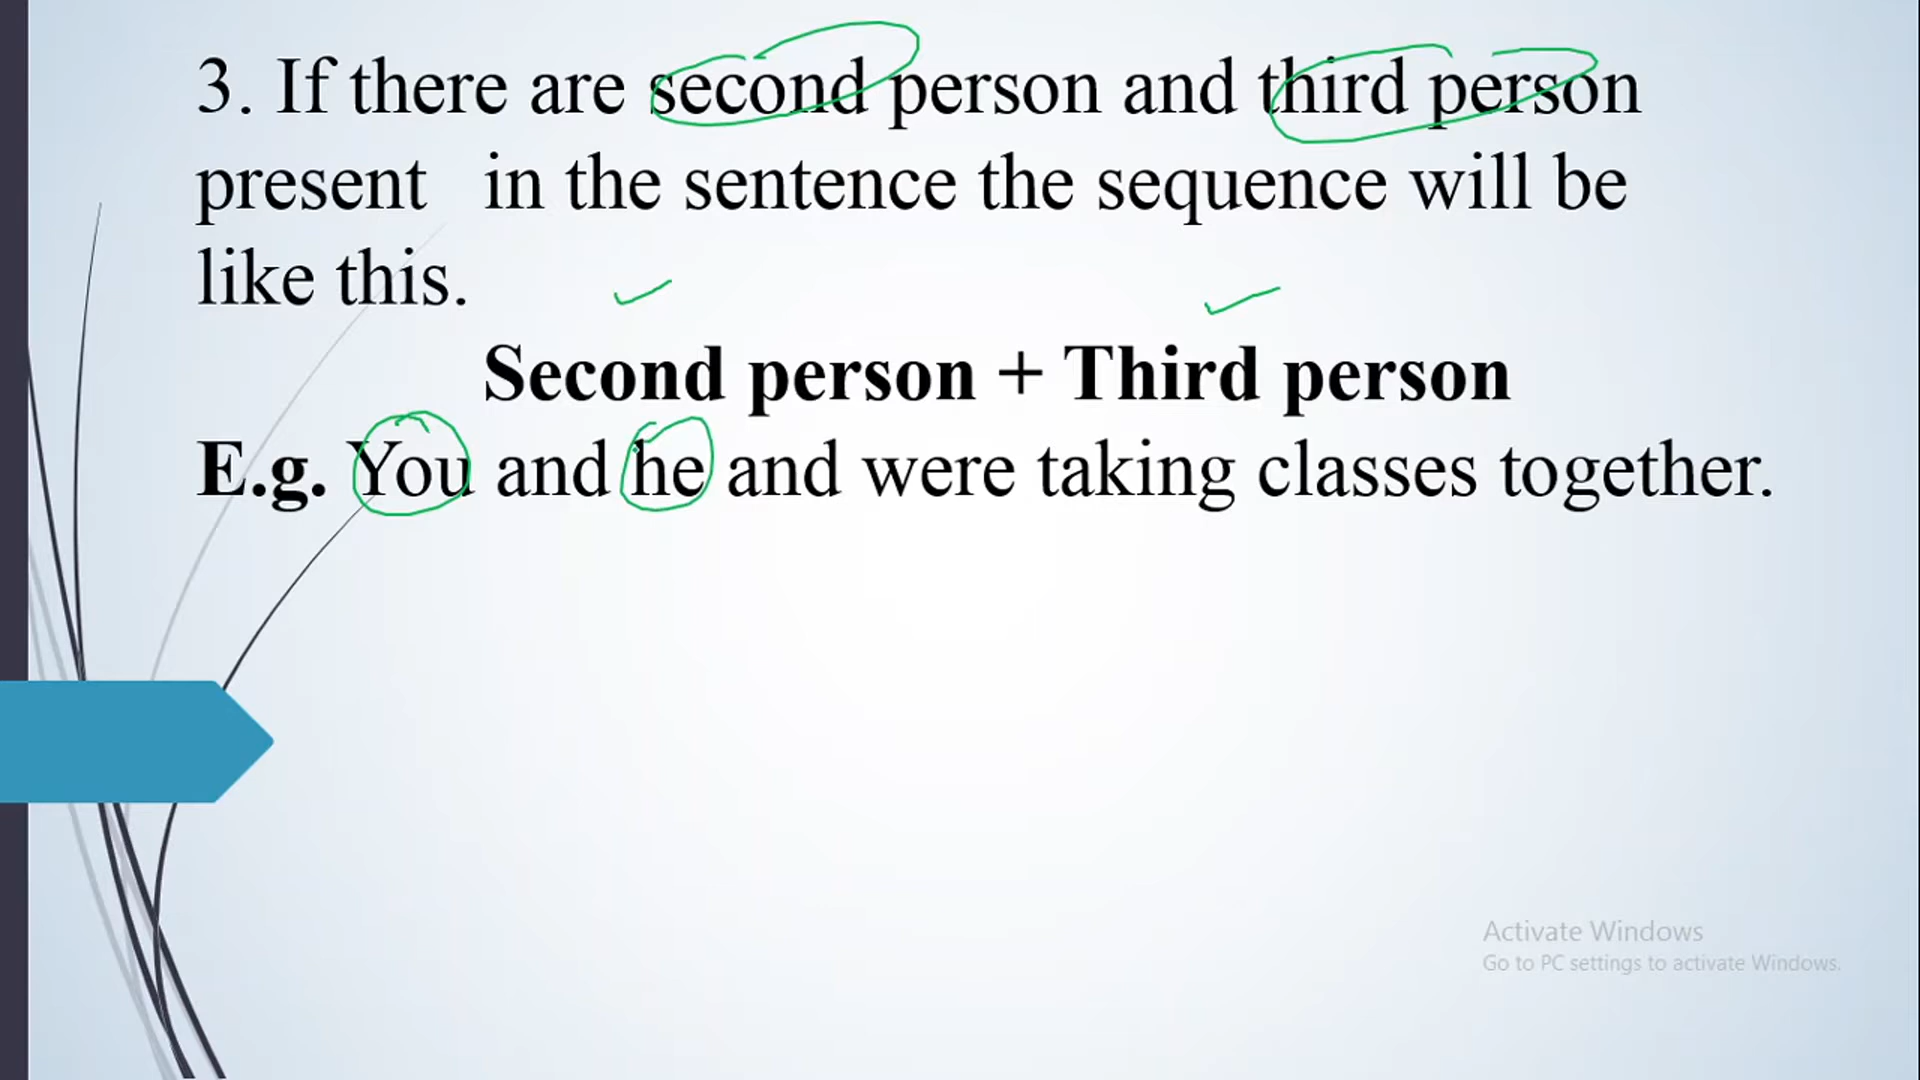 3. If there are second person and third person
present in the sentence the sequence will be
like this.
Second person + Third person
E.g. You and he and were taking classes together.
Activate Windows
Go to PC settings to activate Windows.